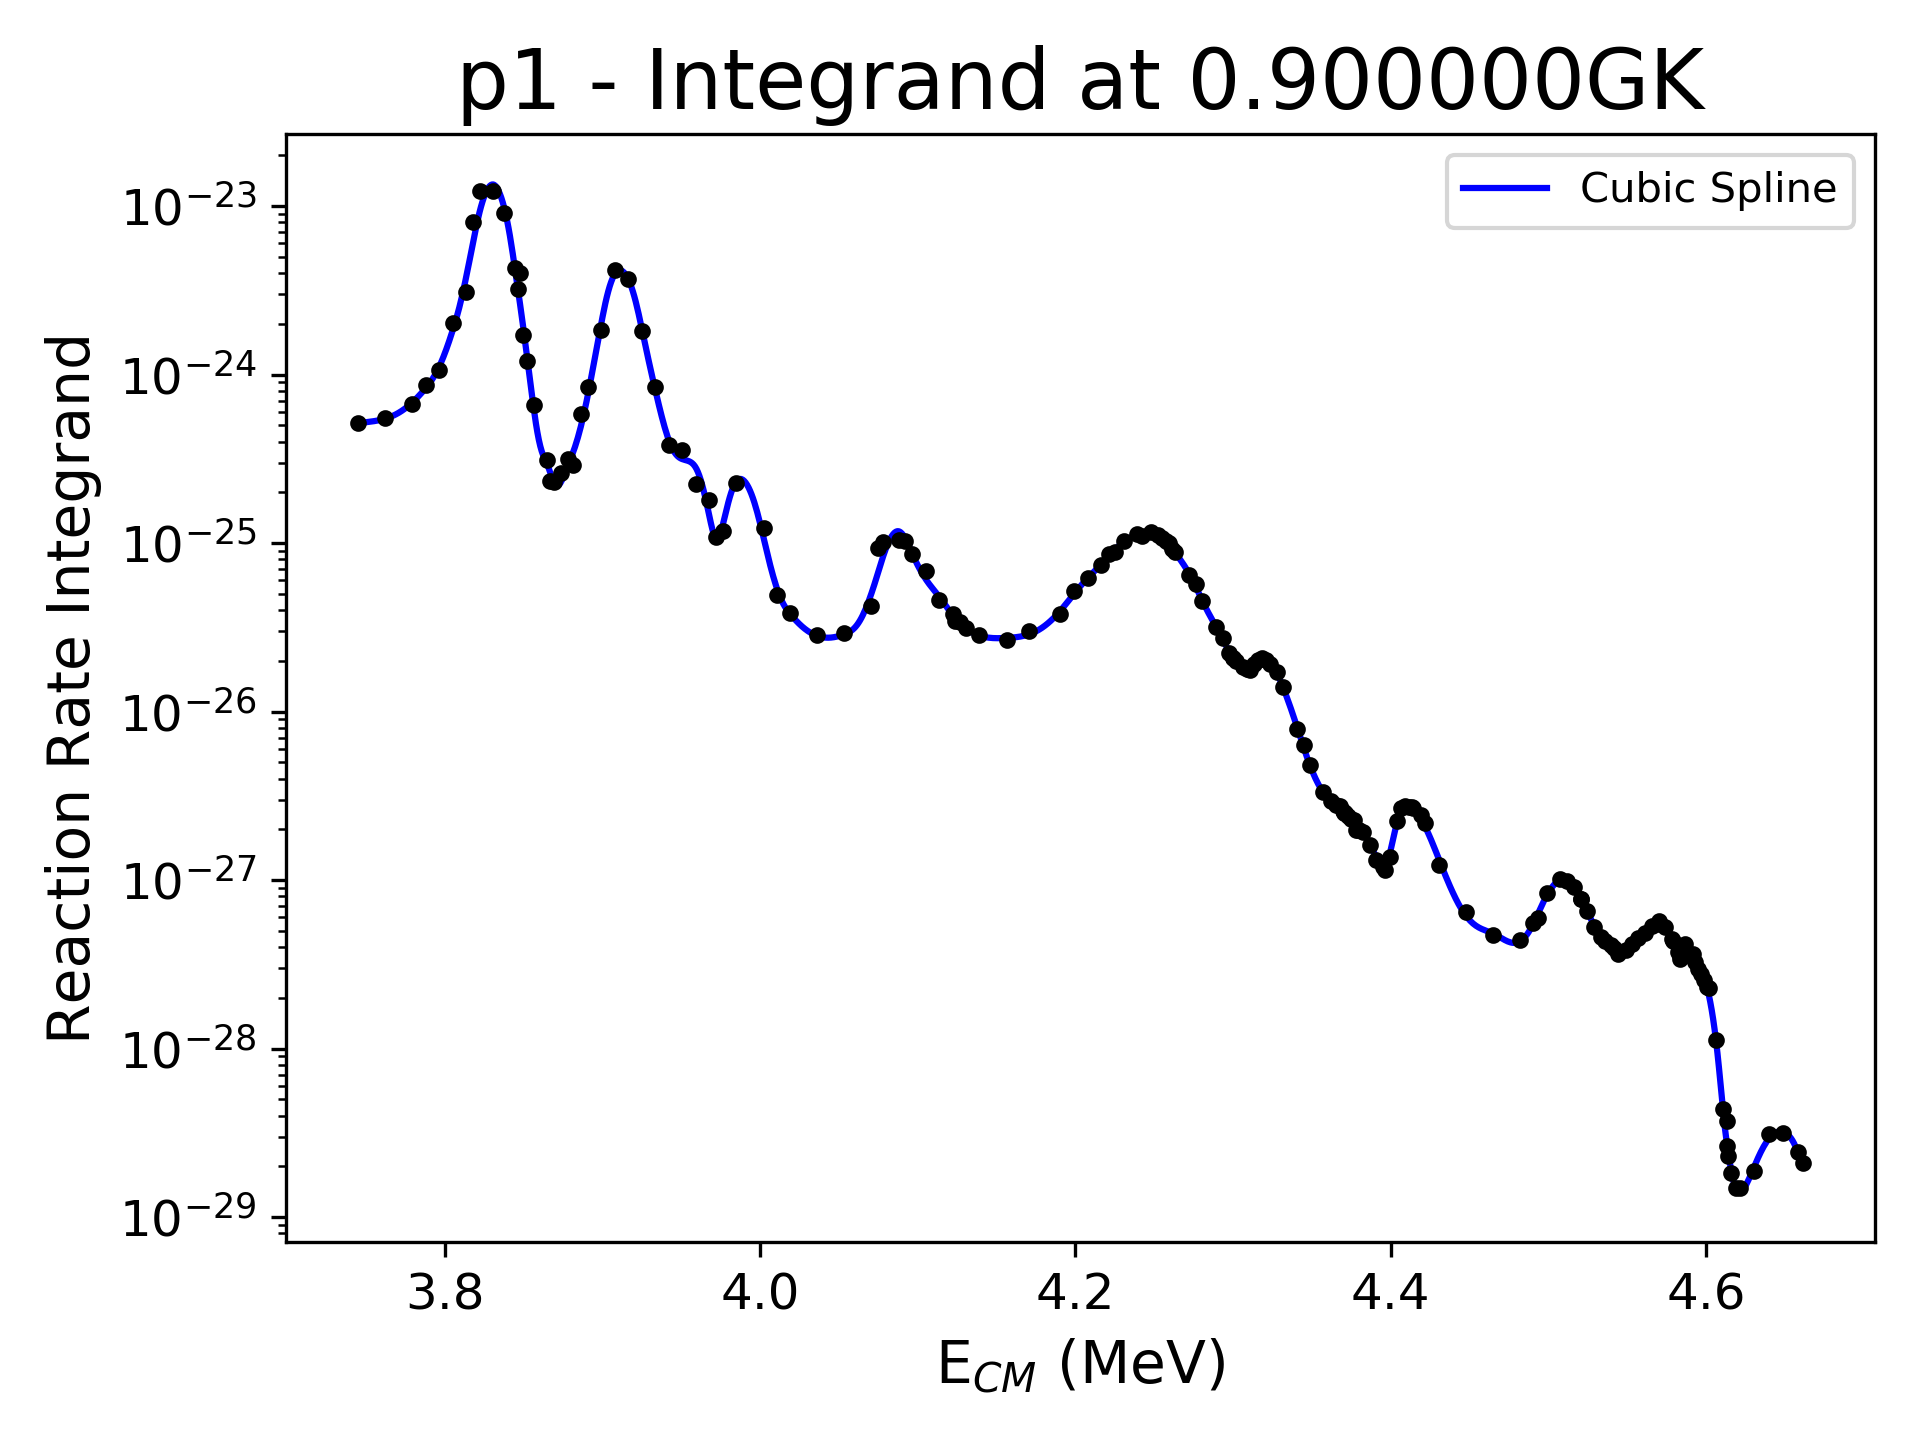 p1 - Integrand at 0.900000GK
Cubic Spline
Reaction Rate Integrand
10⁻²³
10⁻²⁴
10⁻²⁵
10⁻²⁶
10⁻²⁷
10⁻²⁸
10⁻²⁹
3.8 4.0 4.2 4.4 4.6
E_CM (MeV)